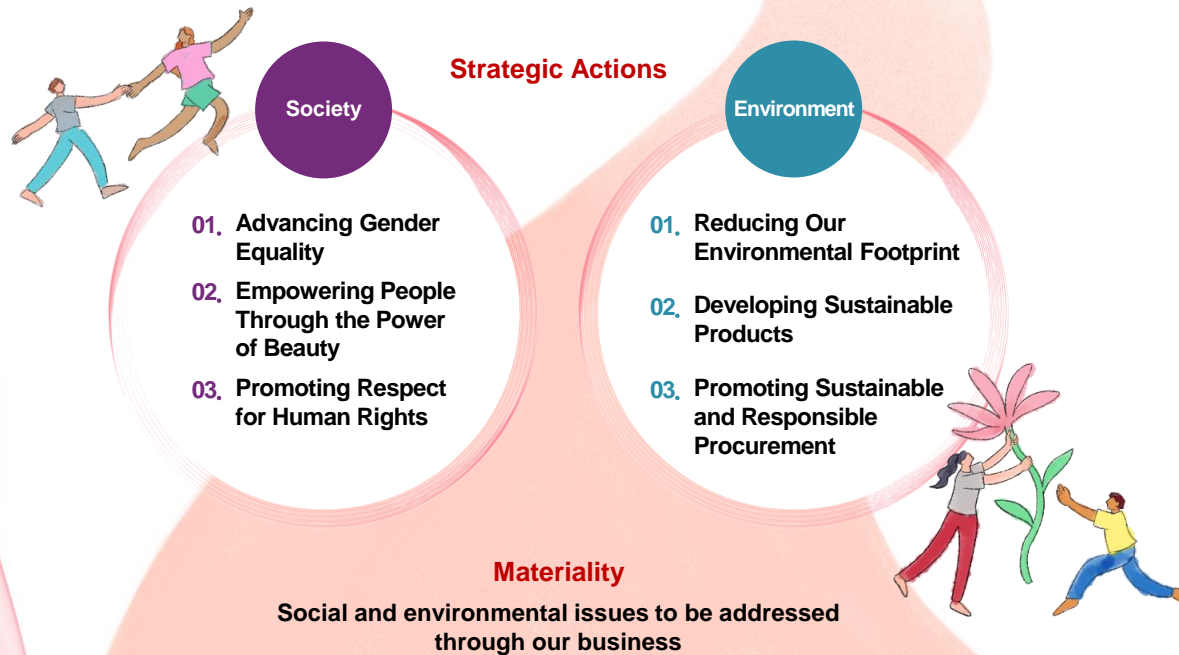 Strategic Actions
Society
01. Advancing Gender
Equality
02. Empowering People
Through the Power
of Beauty
03. Promoting Respect
for Human Rights
Environment
01. Reducing Our
Environmental Footprint
02. Developing Sustainable
Products
03. Promoting Sustainable
and Responsible
Procurement
Materiality
Social and environmental issues to be addressed
through our business